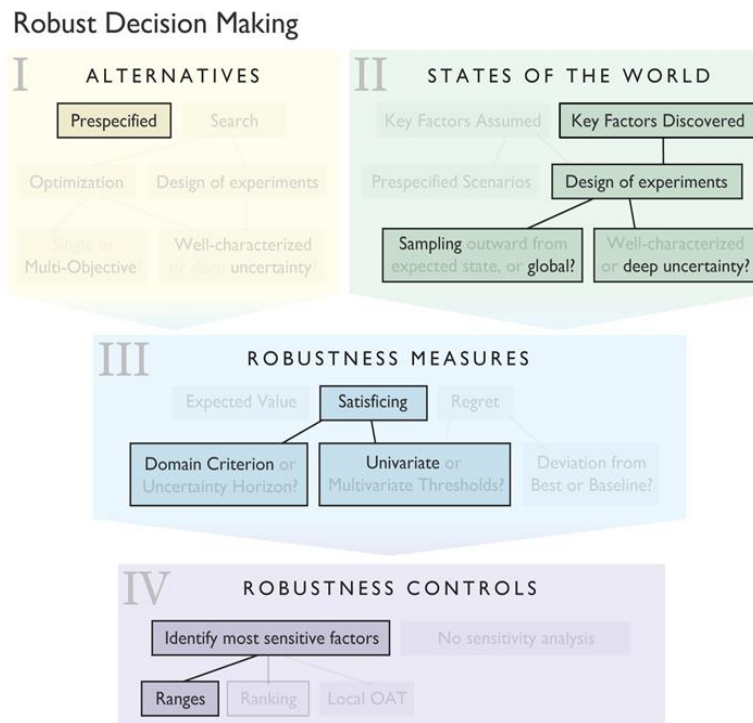 Robust Decision Making
I
ALTERNATIVES
Prespecified
Search
Optimization
Design of experiments
Single or
Multi-Objective?
Well-characterized
or deep uncertainty?
II
STATES OF THE WORLD
Key Factors Assumed
Key Factors Discovered
Prespecified Scenarios
Design of experiments
Sampling outward from
expected state, or global?
Well-characterized
or deep uncertainty?
III
ROBUSTNESS MEASURES
Expected Value
Satisficing
Regret
Domain Criterion or
Uncertainty Horizon?
Univariate or
Multivariate Thresholds?
Deviation from
Best or Baseline?
IV
ROBUSTNESS CONTROLS
Identify most sensitive factors
No sensitivity analysis
Ranges
Ranking
Local OAT